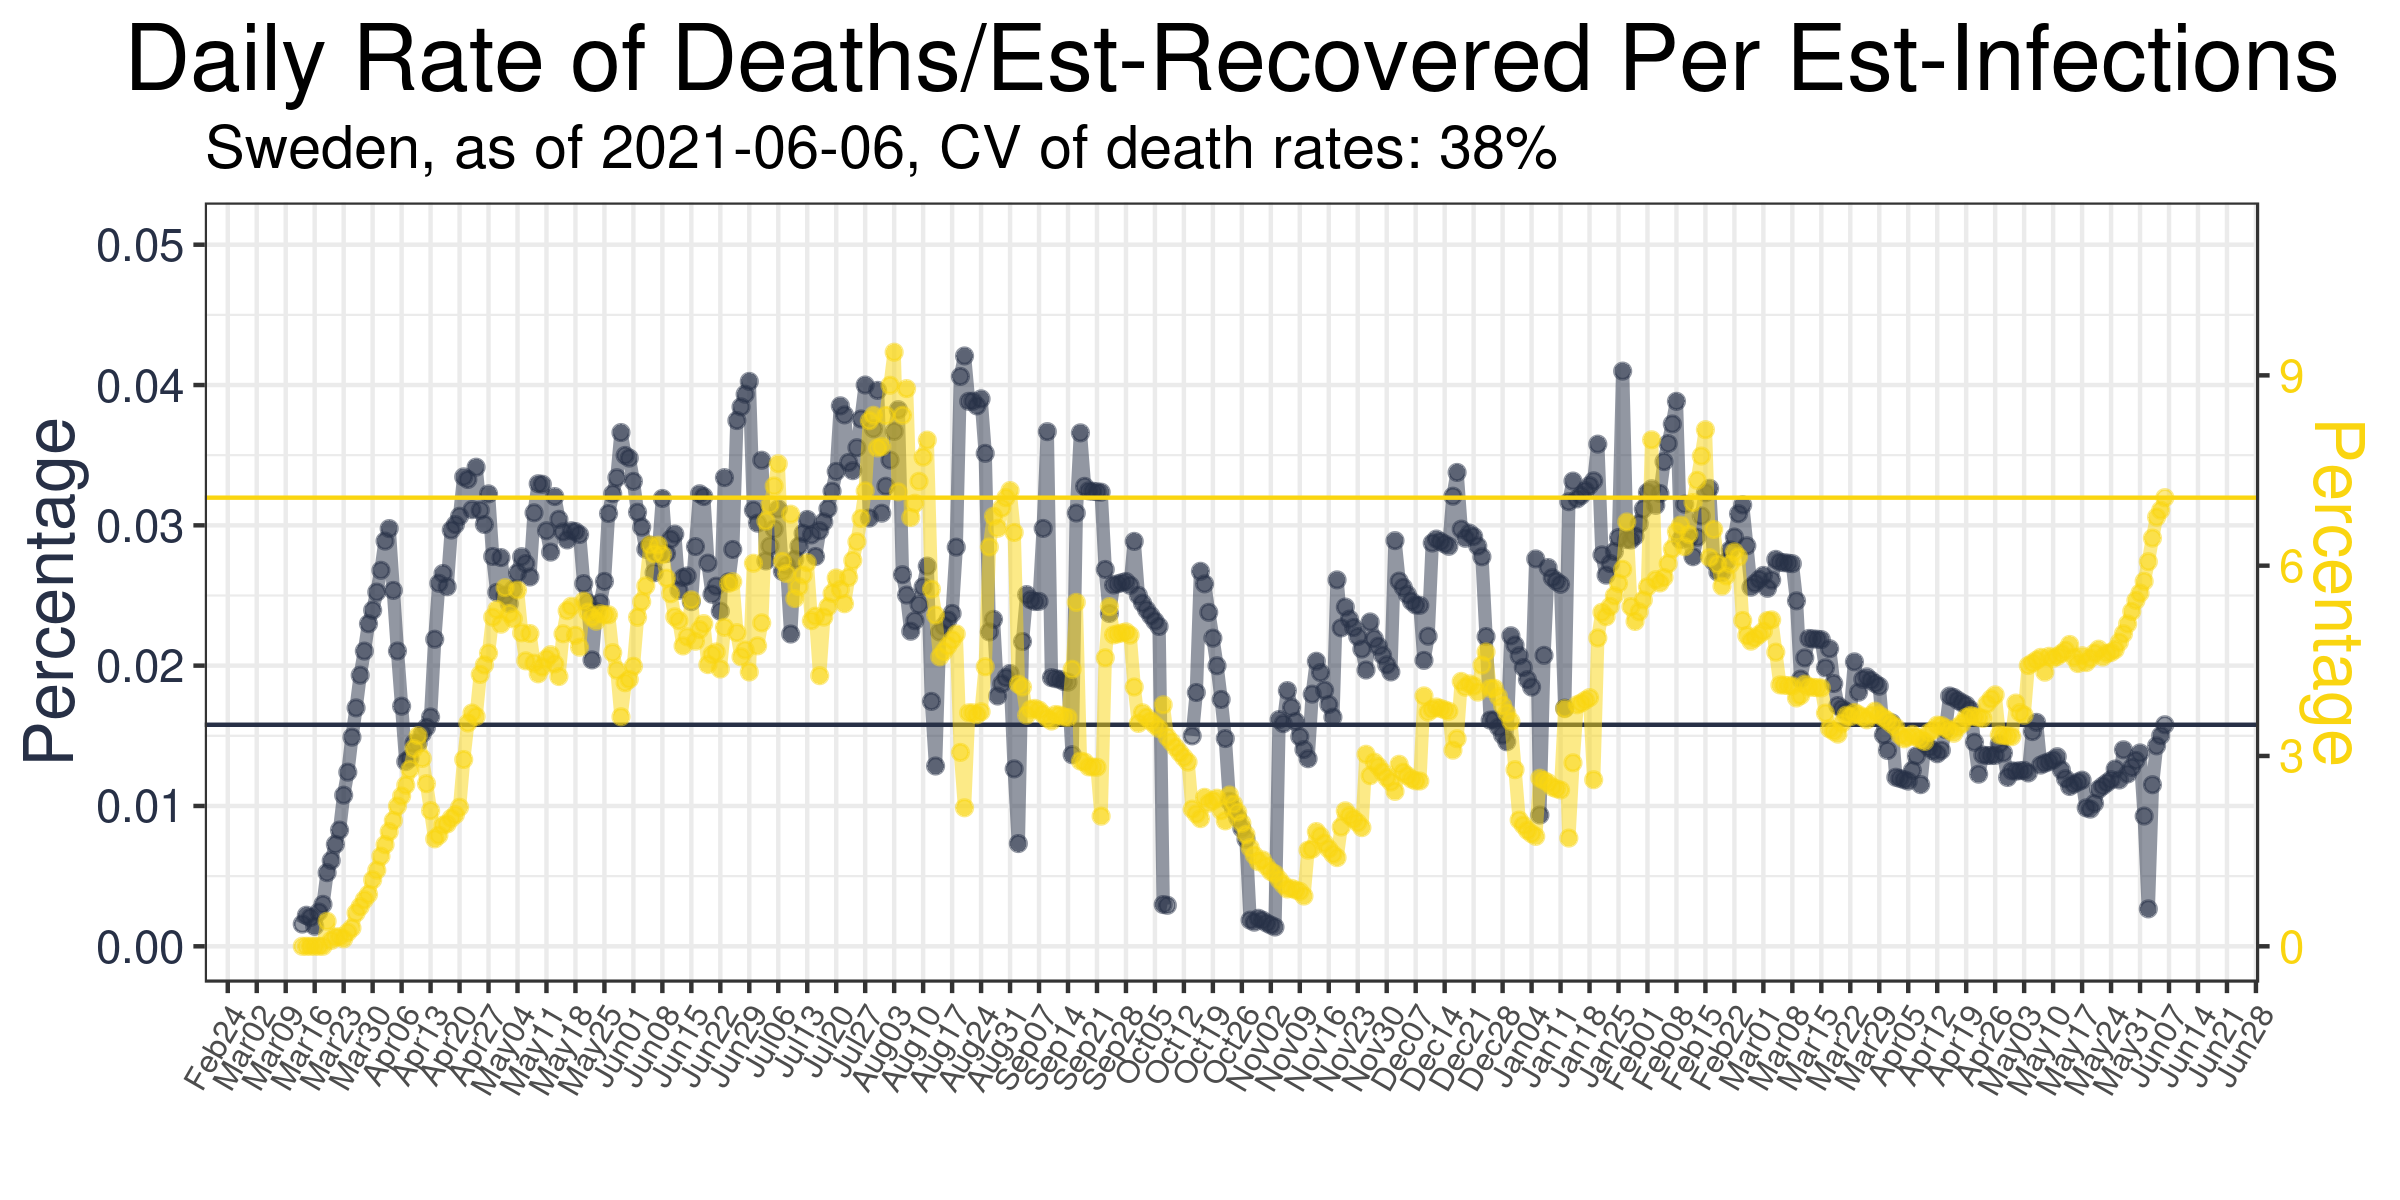 Daily Rate of Deaths/Est-Recovered Per Est-Infections
Sweden, as of 2021-06-06, CV of death rates: 38%
Percentage
0.05
0.04
0.03
0.02
0.01
0.00
9
6
3
0
Percentage
Feb24
Mar02
Mar09
Mar16
Mar23
Mar30
Apr06
Apr13
Apr20
Apr27
May04
May11
May18
May25
Jun01
Jun08
Jun15
Jun22
Jun29
Jul06
Jul13
Jul20
Jul27
Aug03
Aug10
Aug17
Aug24
Aug31
Sep07
Sep14
Sep21
Sep28
Oct05
Oct12
Oct19
Oct26
Nov02
Nov09
Nov16
Nov23
Nov30
Dec07
Dec14
Dec21
Dec28
Jan04
Jan11
Jan18
Jan25
Feb01
Feb08
Feb15
Feb22
Mar01
Mar08
Mar15
Mar22
Mar29
Apr05
Apr12
Apr19
Apr26
May03
May10
May17
May24
May31
Jun07
Jun14
Jun21
Jun28